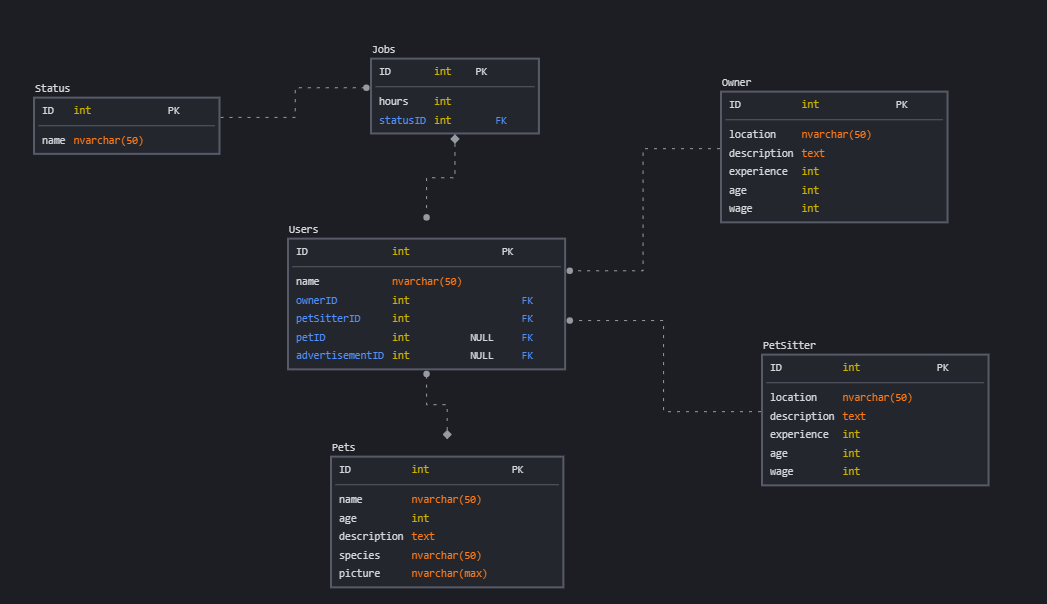 Jobs
ID int PK
hours int
statusID int FK
Status
ID int PK
name nvarchar(50)
Owner
ID int PK
location nvarchar(50)
description text
experience int
age int
wage int
Users
ID int PK
name nvarchar(50)
ownerID int FK
petSitterID int FK
petID int NULL FK
advertisementID int NULL FK
PetSitter
ID int PK
location nvarchar(50)
description text
experience int
age int
wage int
Pets
ID int PK
name nvarchar(50)
age int
description text
species nvarchar(50)
picture nvarchar(max)